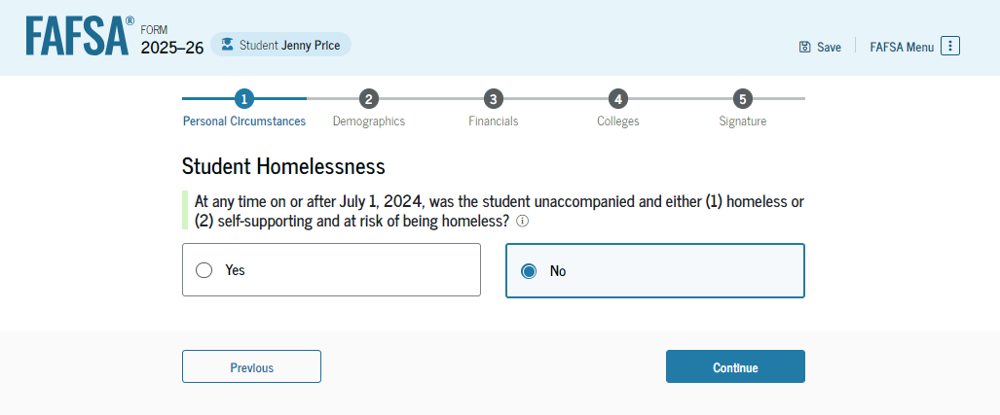 FAFSA® FORM
2025–26
Student Jenny Price
Save
FAFSA Menu
1 2 3 4 5
Personal Circumstances Demographics Financials Colleges Signature
Student Homelessness
At any time on or after July 1, 2024, was the student unaccompanied and either (1) homeless or
(2) self-supporting and at risk of being homeless?
Yes
No
Previous
Continue